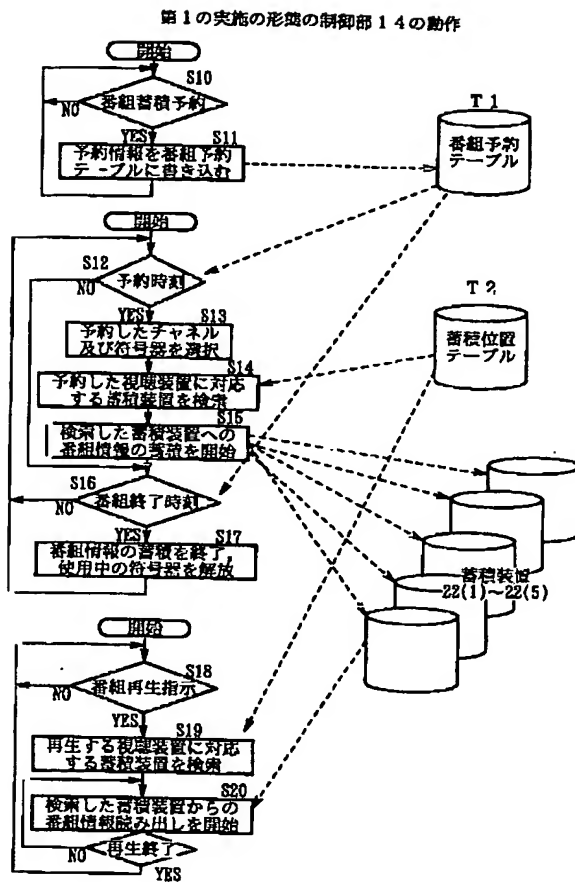 第1の実施の形態の制御部14の動作
開始
S10
番組蓄積予約
NO
YES
S11
予約情報を番組予約
テーブルに書き込む
T1
番組予約
テーブル
開始
S12
予約時刻
NO
YES
S13
予約したチャネル
及び符号器を選択
S14
予約した視聴装置に対応
する蓄積装置を検索
S15
検索した蓄積装置への
番組情報の蓄積を開始
T2
蓄積位置
テーブル
S16
番組終了時刻
NO
YES
S17
番組情報の蓄積を終了,
使用中の符号器を解放
蓄積装置
22(1)~22(5)
開始
S18
番組再生指示
NO
YES
S19
再生する視聴装置に対応
する蓄積装置を検索
S20
検索した蓄積装置からの
番組情報読み出しを開始
再生終了
NO
YES